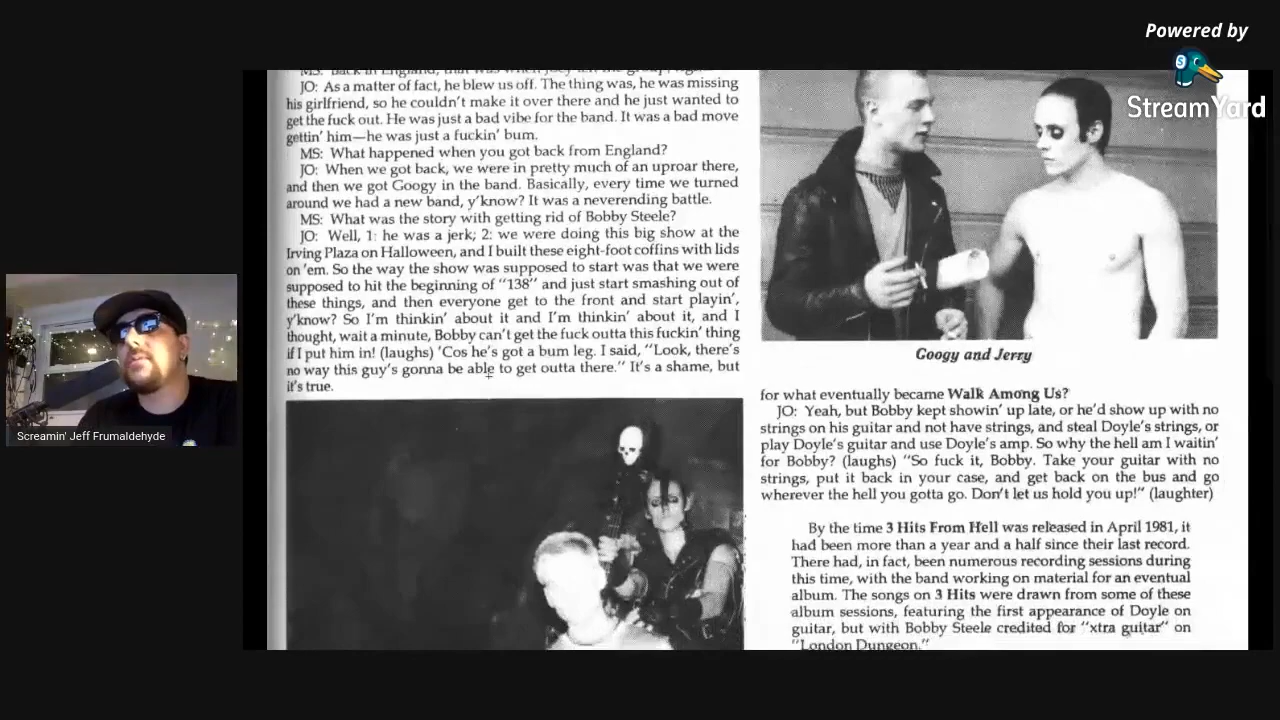 Powered by
StreamYard
MS: Back in England, that was when Joey left the group, 
JO: As a matter of fact, he blew us off. The thing was, he was missing
his girlfriend, so he couldn't make it over there and he just wanted to
get the fuck out. He was just a bad vibe for the band. It was a bad move
gettin' him—he was just a fuckin' bum.
MS: What happened when you got back from England?
JO: When we got back, we were in pretty much of an uproar there,
and then we got Googy in the band. Basically, every time we turned
around we had a new band, y'know? It was a neverending battle.
MS: What was the story with getting rid of Bobby Steele?
JO: Well, 1: he was a jerk; 2: we were doing this big show at the
Irving Plaza on Halloween, and I built these eight-foot coffins with lids
on 'em. So the way the show was supposed to start was that we were
supposed to hit the beginning of "138" and just start smashing out of
these things, and then everyone get to the front and start playin',
y'know? So I'm thinkin' about it and I'm thinkin' about it, and I
thought, wait a minute, Bobby can't get the fuck outta this fuckin' thing
if I put him in! (laughs) 'Cos he's got a bum leg. I said, "Look, there's
no way this guy's gonna be able to get outta there." It's a shame, but
it's true.
Googy and Jerry
for what eventually became Walk Among Us?
JO: Yeah, but Bobby kept showin' up late, or he'd show up with no
strings on his guitar and not have strings, and steal Doyle's strings, or
play Doyle's guitar and use Doyle's amp. So why the hell am I waitin'
for Bobby? (laughs) "So fuck it, Bobby. Take your guitar with no
strings, put it back in your case, and get back on the bus and go
wherever the hell you gotta go. Don't let us hold you up!" (laughter)
By the time 3 Hits From Hell was released in April 1981, it
had been more than a year and a half since their last record.
There had, in fact, been numerous recording sessions during
this time, with the band working on material for an eventual
album. The songs on 3 Hits were drawn from some of these
album sessions, featuring the first appearance of Doyle on
guitar, but with Bobby Steele credited for "xtra guitar" on
"London Dungeon."
Screamin' Jeff Frumaldehyde